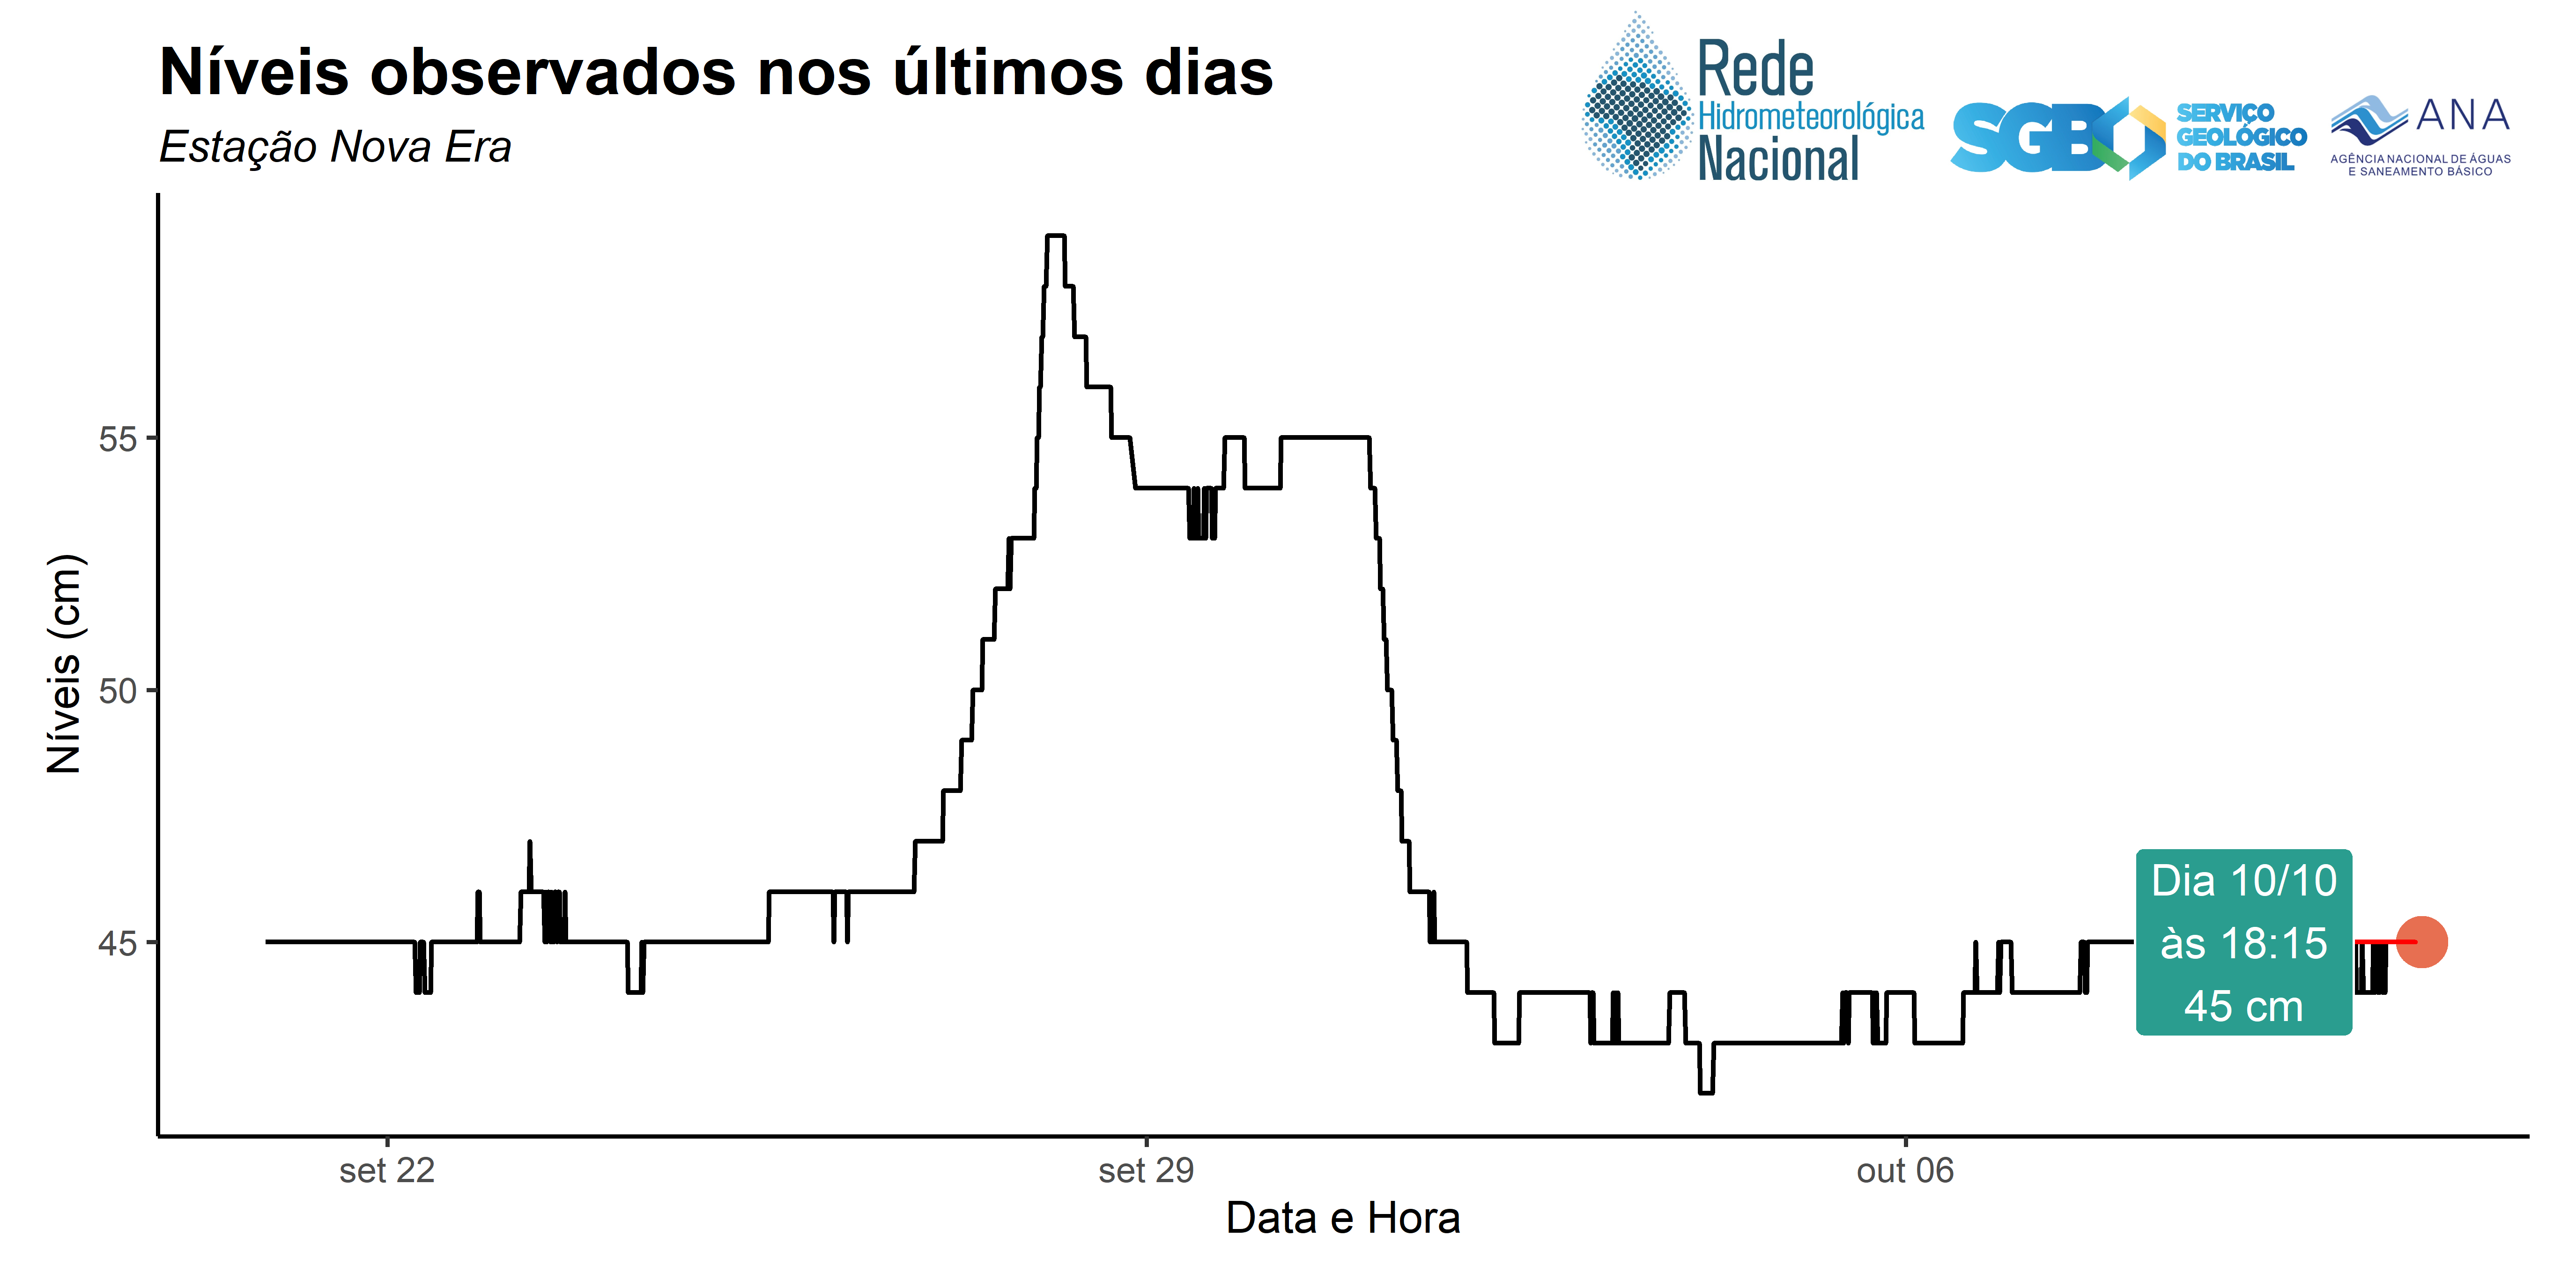 Níveis observados nos últimos dias
Estação Nova Era
Rede
Hidrometeorológica
Nacional
SGB
SERVIÇO
GEOLÓGICO
DO BRASIL
ANA
AGÊNCIA NACIONAL DE ÁGUAS
E SANEAMENTO BÁSICO
Níveis (cm)
55
50
45
Dia 10/10
às 18:15
45 cm
set 22
set 29
out 06
Data e Hora